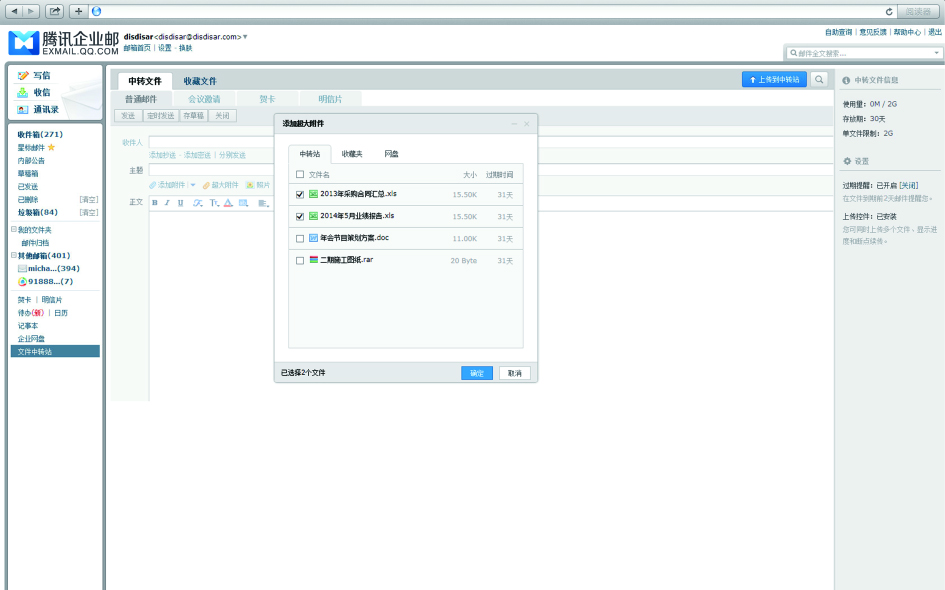 阅读器
腾讯企业邮
EXMAIL.QQ.COM
disdisar<disdisar@disdisar.com>
邮箱首页 | 设置 - 换肤
自助查询 | 意见反馈 | 帮助中心 | 退出
邮件全文搜索...
写信
收信
通讯录
收件箱(271)
星标邮件
内部公告
草稿箱
已发送
已删除 [清空]
垃圾箱(84) [清空]
我的文件夹
邮件归档
其他邮箱(401)
micha...(394)
91888...(7)
贺卡 | 明信片
待办(新) | 日历
记事本
企业网盘
文件中转站
中转文件 收藏文件
上传到中转站
普通邮件 会议邀请 贺卡 明信片
发送 定时发送 存草稿 关闭
收件人
添加抄送 - 添加密送 | 分别发送
主题
添加附件 | 超大附件 照片
正文 B I U
添加超大附件
中转站 收藏夹 网盘
文件名 大小 过期时间
2013年采购合同汇总.xls 15.50K 31天
2014年5月业绩报告.xls 15.50K 31天
年会节目策划方案.doc 11.00K 31天
二期施工图纸.rar 20 Byte 31天
已选择2个文件 确定 取消
中转文件信息
使用量: 0M / 2G
存放期: 30天
单文件限制: 2G
设置
过期提醒: 已开启 [关闭]
在文件到期前2天邮件提醒您。
上传控件: 已安装
您可同时上传多个文件、显示进
度和断点续传。